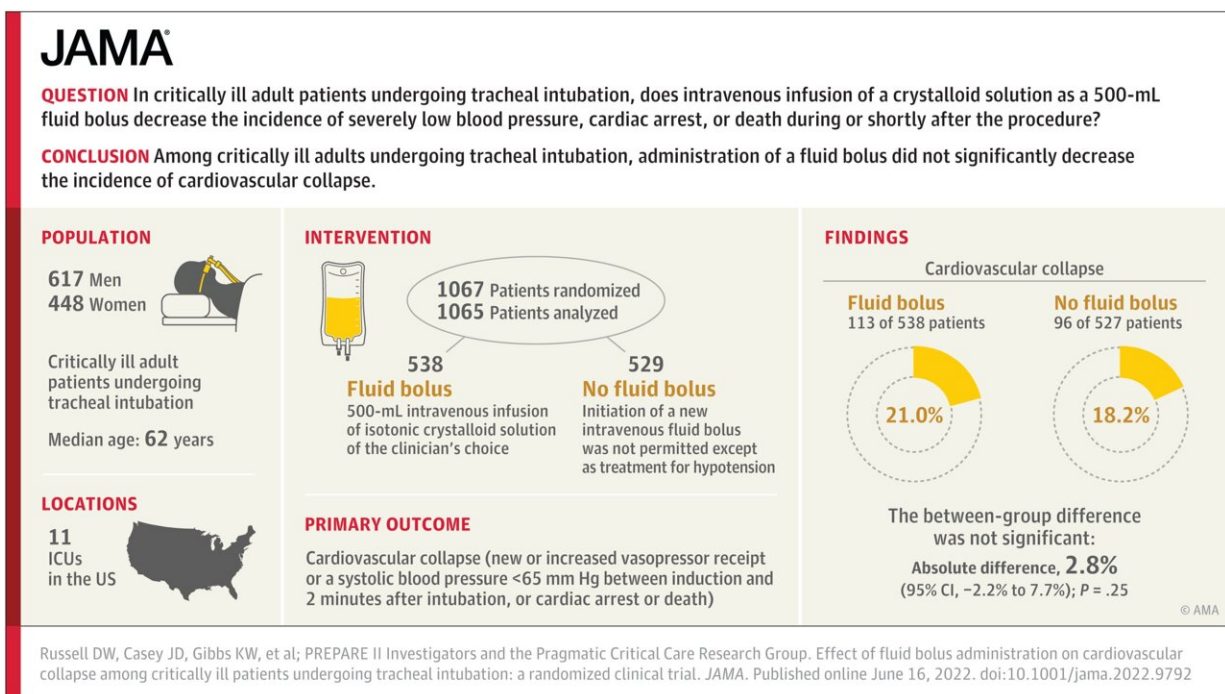 JAMA
QUESTION In critically ill adult patients undergoing tracheal intubation, does intravenous infusion of a crystalloid solution as a 500-mL
fluid bolus decrease the incidence of severely low blood pressure, cardiac arrest, or death during or shortly after the procedure?
CONCLUSION Among critically ill adults undergoing tracheal intubation, administration of a fluid bolus did not significantly decrease
the incidence of cardiovascular collapse.
POPULATION
617 Men
448 Women
Critically ill adult
patients undergoing
tracheal intubation
Median age: 62 years
LOCATIONS
11
ICUs
in the US
INTERVENTION
1067 Patients randomized
1065 Patients analyzed
538
Fluid bolus
500-mL intravenous infusion
of isotonic crystalloid solution
of the clinician's choice
529
No fluid bolus
Initiation of a new
intravenous fluid bolus
was not permitted except
as treatment for hypotension
PRIMARY OUTCOME
Cardiovascular collapse (new or increased vasopressor receipt
or a systolic blood pressure <65 mm Hg between induction and
2 minutes after intubation, or cardiac arrest or death)
FINDINGS
Cardiovascular collapse
Fluid bolus
113 of 538 patients
21.0%
No fluid bolus
96 of 527 patients
18.2%
The between-group difference
was not significant:
Absolute difference, 2.8%
(95% CI, −2.2% to 7.7%); P = .25
© AMA
Russell DW, Casey JD, Gibbs KW, et al; PREPARE II Investigators and the Pragmatic Critical Care Research Group. Effect of fluid bolus administration on cardiovascular
collapse among critically ill patients undergoing tracheal intubation: a randomized clinical trial. JAMA. Published online June 16, 2022. doi:10.1001/jama.2022.9792